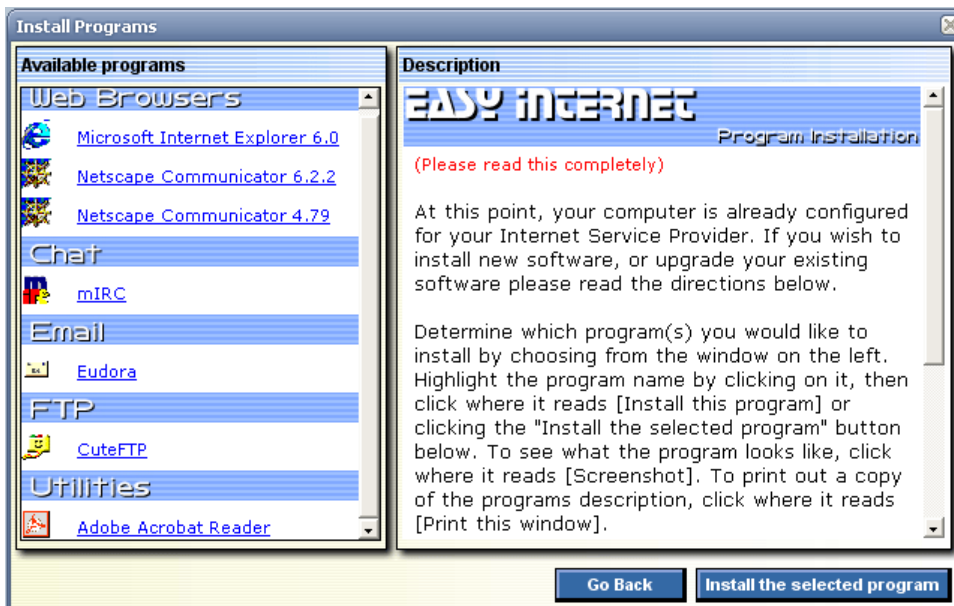 Install Programs
Available programs
Web Browsers
Microsoft Internet Explorer 6.0
Netscape Communicator 6.2.2
Netscape Communicator 4.79
Chat
mIRC
Email
Eudora
FTP
CuteFTP
Utilities
Adobe Acrobat Reader
Description
EASY INTERNET
Program Installation
(Please read this completely)
At this point, your computer is already configured
for your Internet Service Provider. If you wish to
install new software, or upgrade your existing
software please read the directions below.
Determine which program(s) you would like to
install by choosing from the window on the left.
Highlight the program name by clicking on it, then
click where it reads [Install this program] or
clicking the "Install the selected program" button
below. To see what the program looks like, click
where it reads [Screenshot]. To print out a copy
of the programs description, click where it reads
[Print this window].
Go Back
Install the selected program